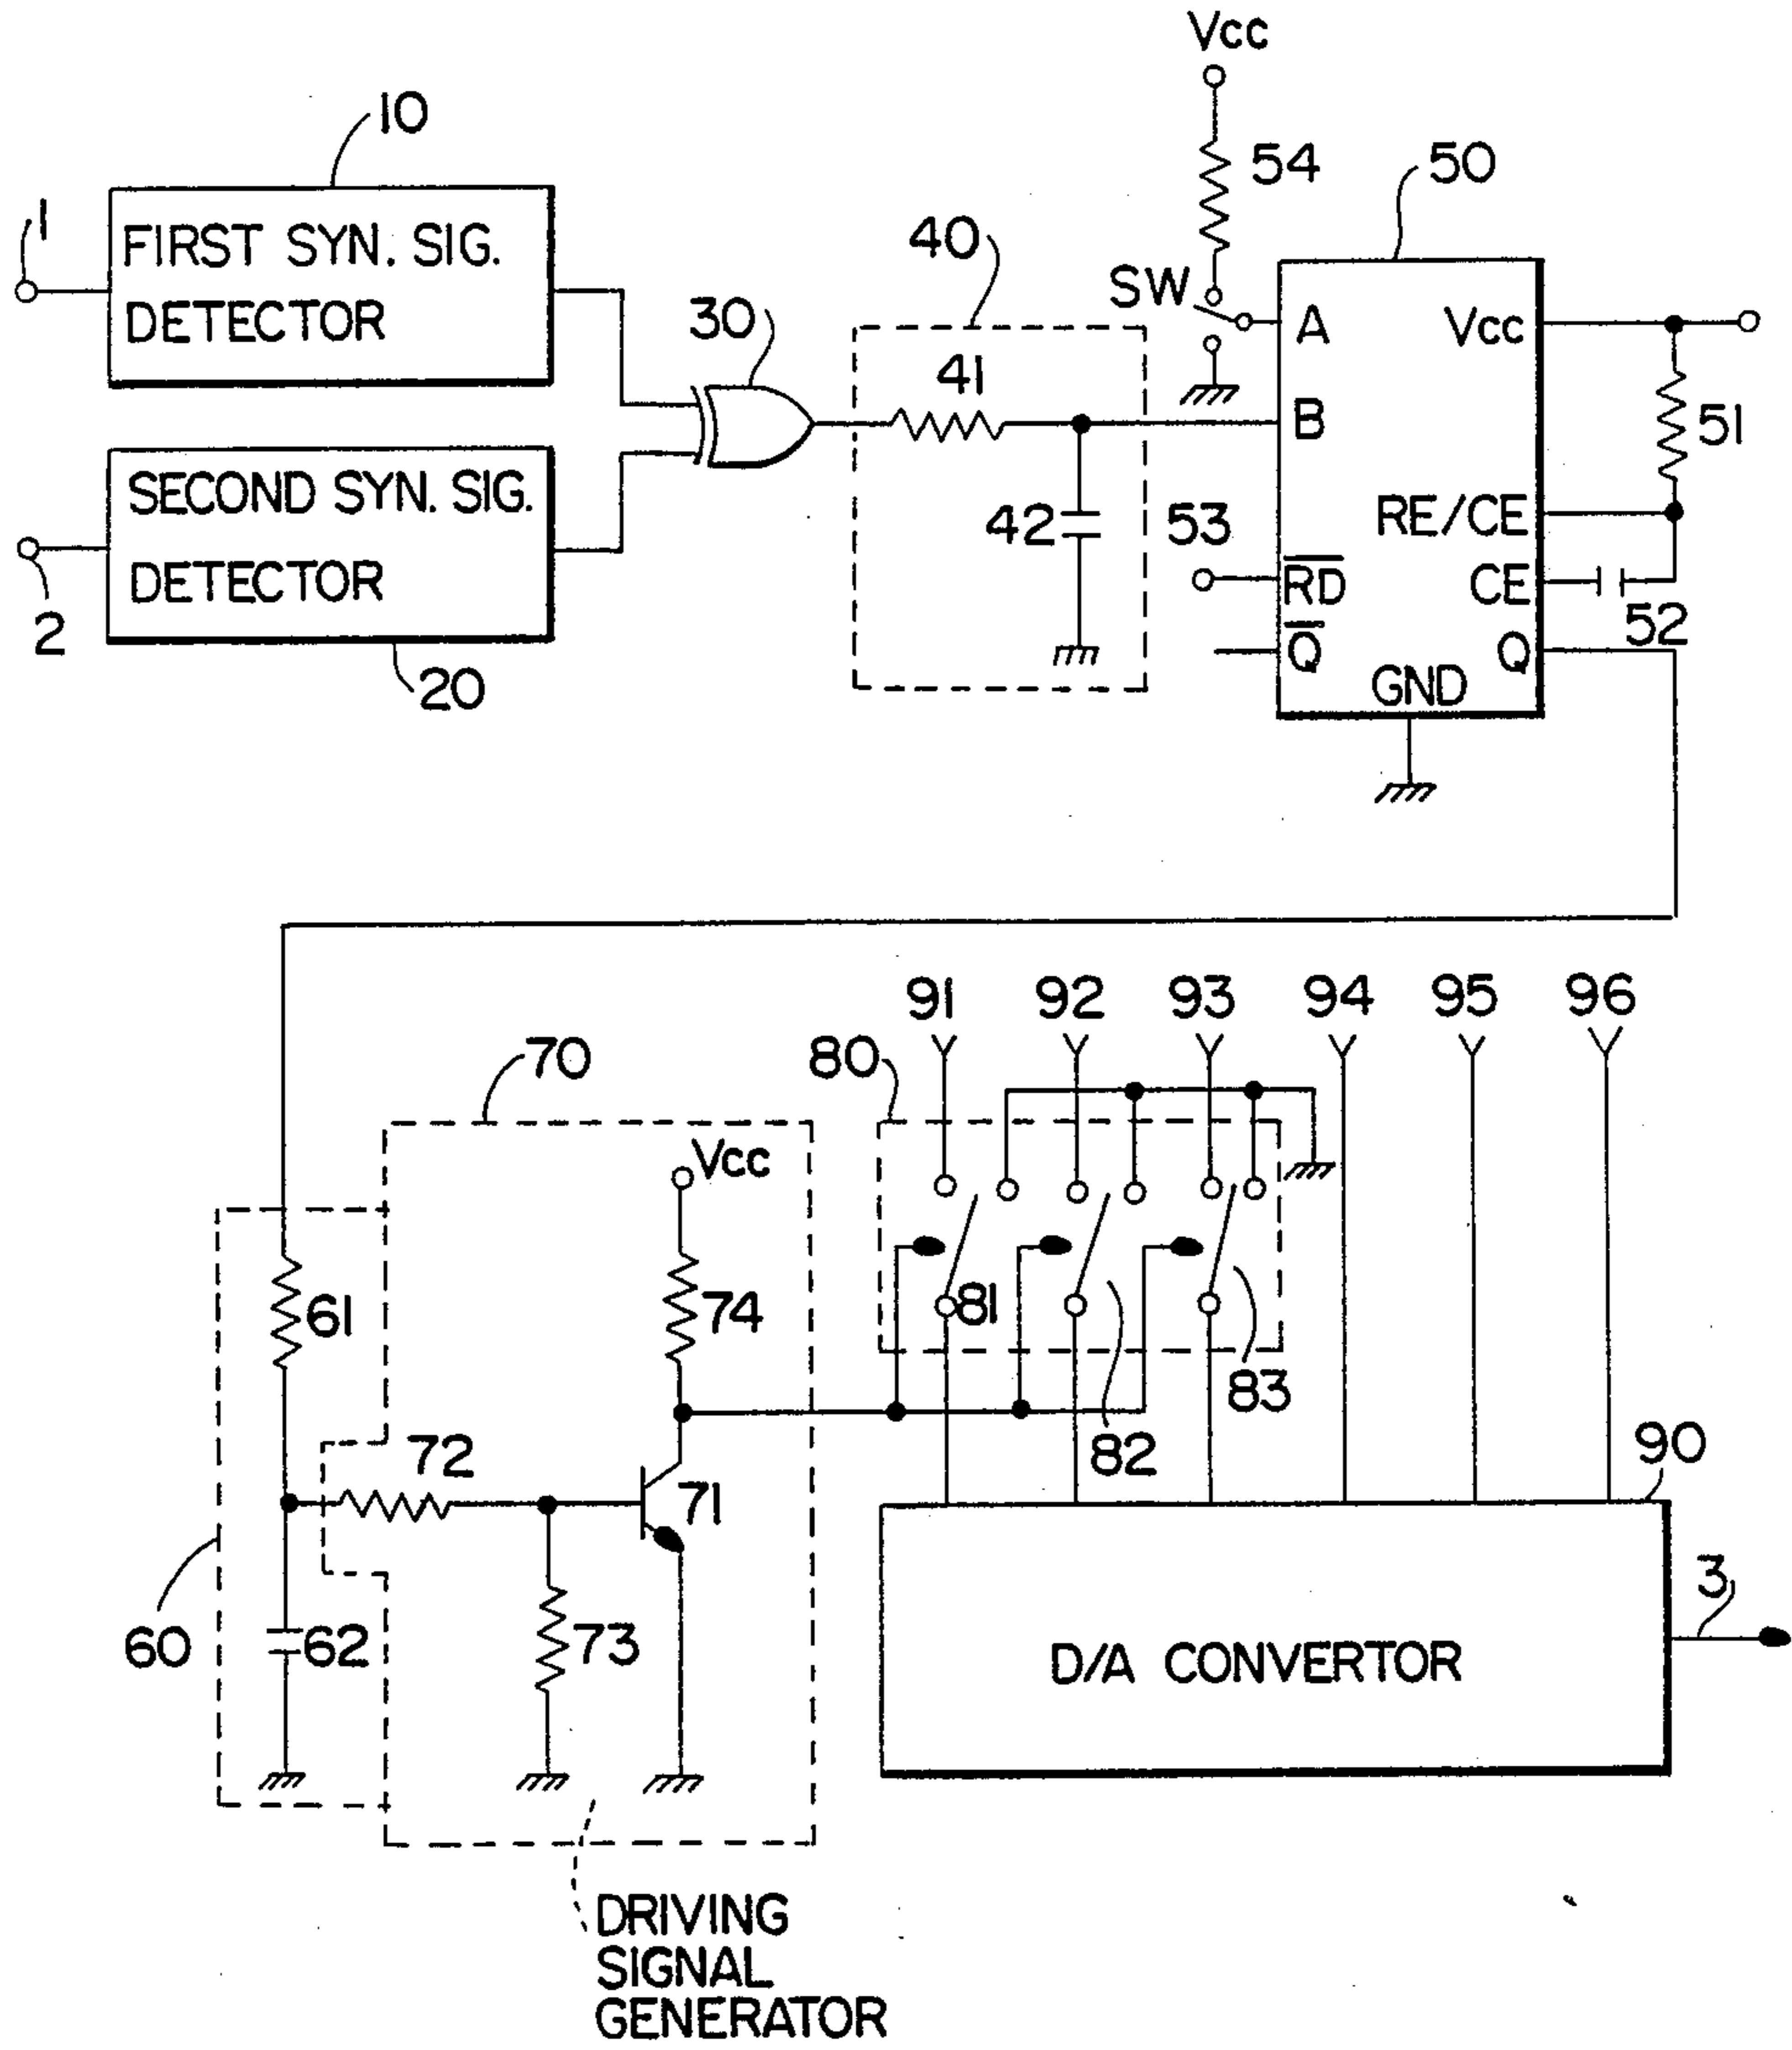 Vcc
10
54
50
1
FIRST SYN. SIG.
DETECTOR
40
SW
A
Vcc
30
41
B
51
SECOND SYN. SIG.
DETECTOR
42
53
RE/CE
RD
CE
52
2
Q
Q
20
GND
91
92
93
94
95
96
70
80
Vcc
61
74
81
83
72
82
90
71
3
60
62
73
D/A CONVERTOR
DRIVING
SIGNAL
GENERATOR